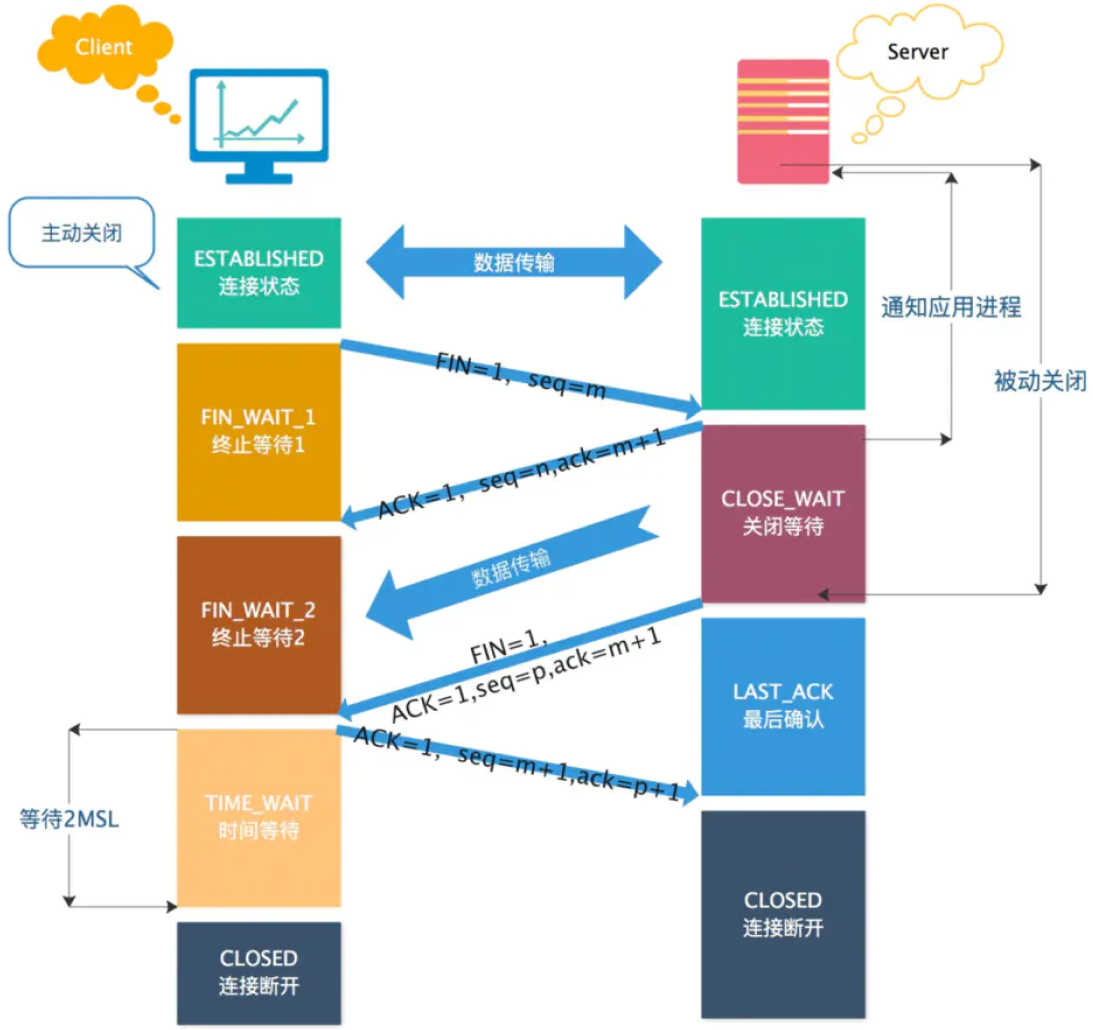 Client
Server
主动关闭
ESTABLISHED
连接状态
数据传输
ESTABLISHED
连接状态
通知应用进程
被动关闭
FIN=1, seq=m
FIN_WAIT_1
终止等待1
ACK=1, seq=n,ack=m+1
CLOSE_WAIT
关闭等待
数据传输
FIN_WAIT_2
终止等待2
FIN=1,
ACK=1,seq=p,ack=m+1
LAST_ACK
最后确认
ACK=1, seq=m+1,ack=p+1
等待2MSL
TIME_WAIT
时间等待
CLOSED
连接断开
CLOSED
连接断开